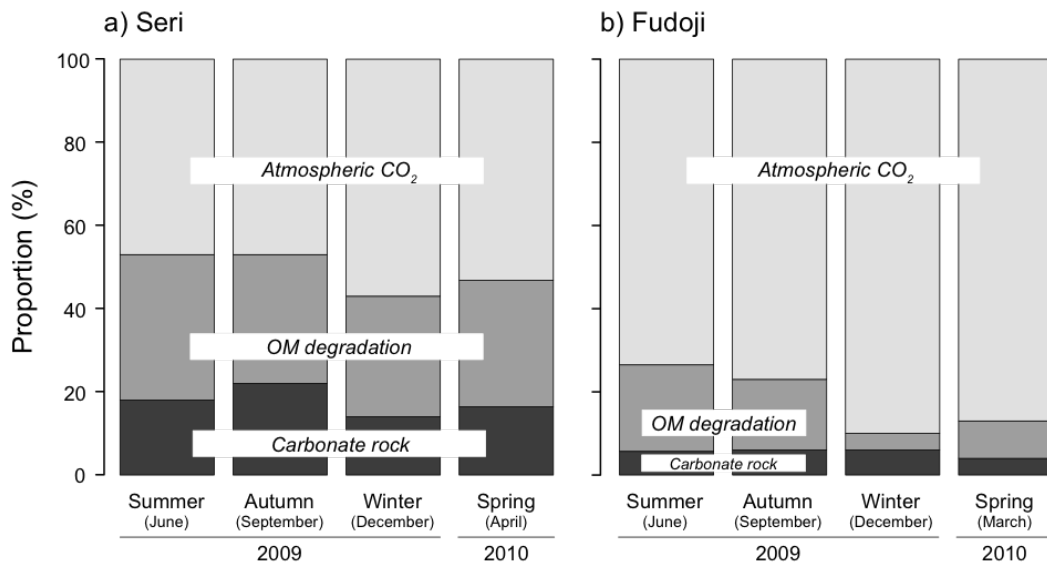 a) Seri
b) Fudoji
Proportion (%)
100
80
60
40
20
0
Atmospheric CO₂
OM degradation
Carbonate rock
Atmospheric CO₂
OM degradation
Carbonate rock
Summer Autumn Winter Spring
(June) (September) (December) (April)
2009 2010
Summer Autumn Winter Spring
(June) (September) (December) (March)
2009 2010